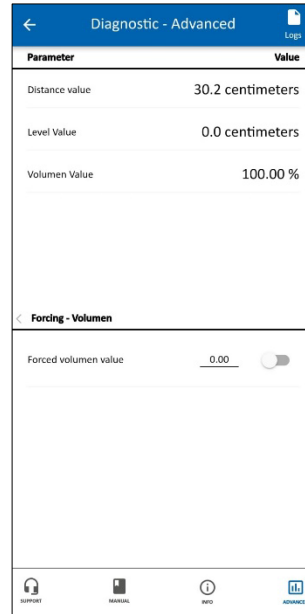 Diagnostic - Advanced
Logs
Parameter Value
Distance value 30.2 centimeters
Level Value 0.0 centimeters
Volumen Value 100.00 %
Forcing - Volumen
Forced volumen value 0.00
SUPPORT MANUAL INFO ADVANCE